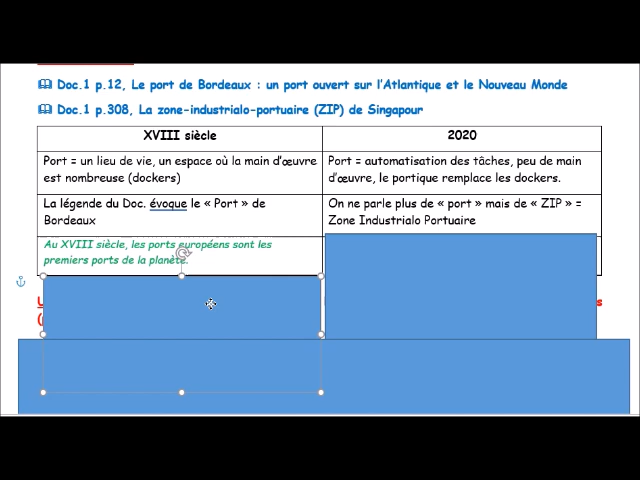 Doc.1 p.12, Le port de Bordeaux : un port ouvert sur l'Atlantique et le Nouveau Monde
Doc.1 p.308, La zone-industrialo-portuaire (ZIP) de Singapour
XVIII siècle
2020
Port = un lieu de vie, un espace où la main d'œuvre
est nombreuse (dockers)
Port = automatisation des tâches, peu de main
d'œuvre, le portique remplace les dockers.
La légende du Doc. évoque le « Port » de
Bordeaux
On ne parle plus de « port » mais de « ZIP » =
Zone Industrialo Portuaire
Au XVIII siècle, les ports européens sont les
premiers ports de la planète.